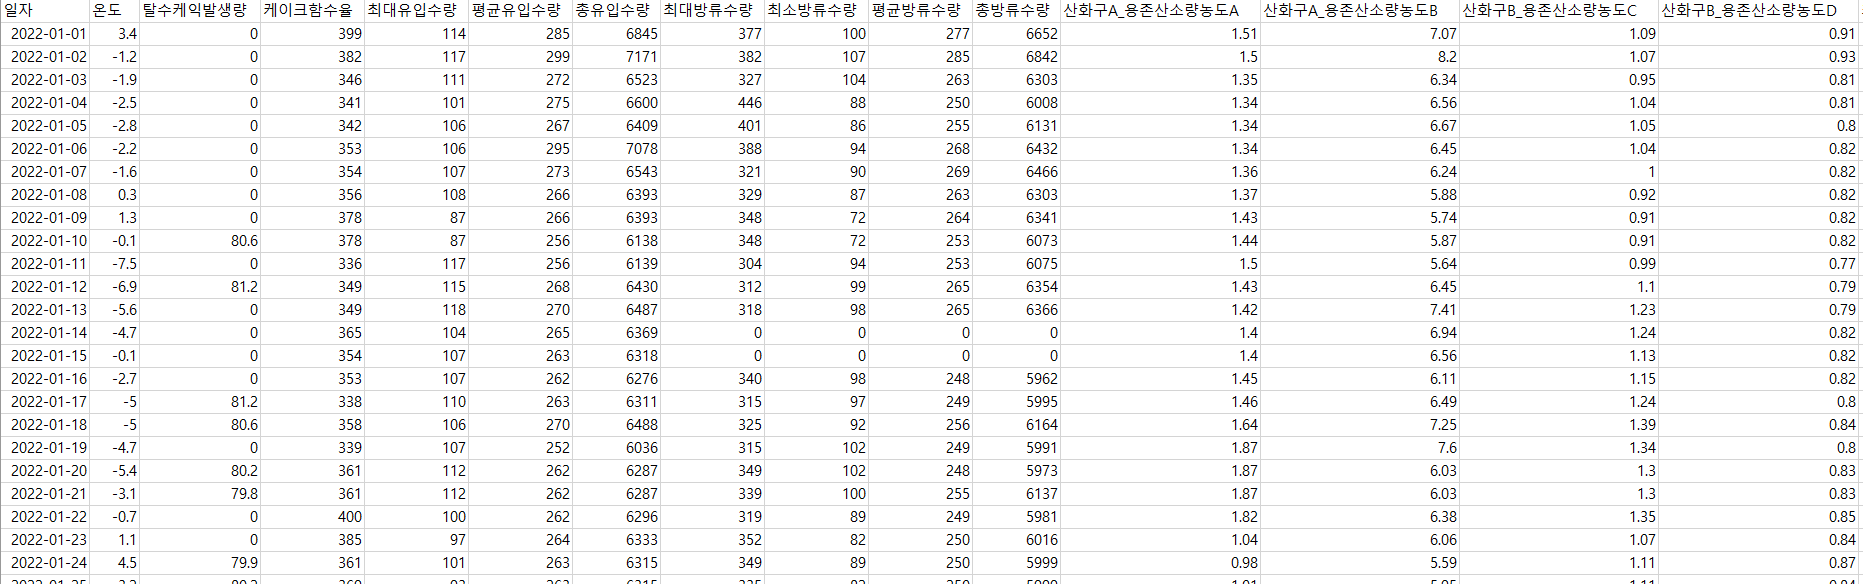 일자 온도 탈수케익발생량 케이크함수율 최대유입수량 평균유입수량 총유입수량 최대방류수량 최소방류수량 평균방류수량 총방류수량 산화구A_용존산소량농도A 산화구A_용존산소량농도B 산화구B_용존산소량농도C 산화구B_용존산소량농도D
2022-01-01 3.4 0 399 114 285 6845 377 100 277 6652 1.51 7.07 1.09 0.91
2022-01-02 -1.2 0 382 117 299 7171 382 107 285 6842 1.5 8.2 1.07 0.93
2022-01-03 -1.9 0 346 111 272 6523 327 104 263 6303 1.35 6.34 0.95 0.81
2022-01-04 -2.5 0 341 101 275 6600 446 88 250 6008 1.34 6.56 1.04 0.81
2022-01-05 -2.8 0 342 106 267 6409 401 86 255 6131 1.34 6.67 1.05 0.8
2022-01-06 -2.2 0 353 106 295 7078 388 94 268 6432 1.34 6.45 1.04 0.82
2022-01-07 -1.6 0 354 107 273 6543 321 90 269 6466 1.36 6.24 1 0.82
2022-01-08 0.3 0 356 108 266 6393 329 87 263 6303 1.37 5.88 0.92 0.82
2022-01-09 1.3 0 378 87 266 6393 348 72 264 6341 1.43 5.74 0.91 0.82
2022-01-10 -0.1 80.6 378 87 256 6138 348 72 253 6073 1.44 5.87 0.91 0.82
2022-01-11 -7.5 0 336 117 256 6139 304 94 253 6075 1.5 5.64 0.99 0.77
2022-01-12 -6.9 81.2 349 115 268 6430 312 99 265 6354 1.43 6.45 1.1 0.79
2022-01-13 -5.6 0 349 118 270 6487 318 98 265 6366 1.42 7.41 1.23 0.79
2022-01-14 -4.7 0 365 104 265 6369 0 0 0 0 1.4 6.94 1.24 0.82
2022-01-15 -0.1 0 354 107 263 6318 0 0 0 0 1.4 6.56 1.13 0.82
2022-01-16 -2.7 0 353 107 262 6276 340 98 248 5962 1.45 6.11 1.15 0.82
2022-01-17 -5 81.2 338 110 263 6311 315 97 249 5995 1.46 6.49 1.24 0.8
2022-01-18 -5 80.6 358 106 270 6488 325 92 256 6164 1.64 7.25 1.39 0.84
2022-01-19 -4.7 0 339 107 252 6036 315 102 249 5991 1.87 7.6 1.34 0.8
2022-01-20 -5.4 80.2 361 112 262 6287 349 102 248 5973 1.87 6.03 1.3 0.83
2022-01-21 -3.1 79.8 361 112 262 6287 339 100 255 6137 1.87 6.03 1.3 0.83
2022-01-22 -0.7 0 400 100 262 6296 319 89 249 5981 1.82 6.38 1.35 0.85
2022-01-23 1.1 0 385 97 264 6333 352 82 250 6016 1.04 6.06 1.07 0.84
2022-01-24 4.5 79.9 361 101 263 6315 349 89 250 5999 0.98 5.59 1.11 0.87